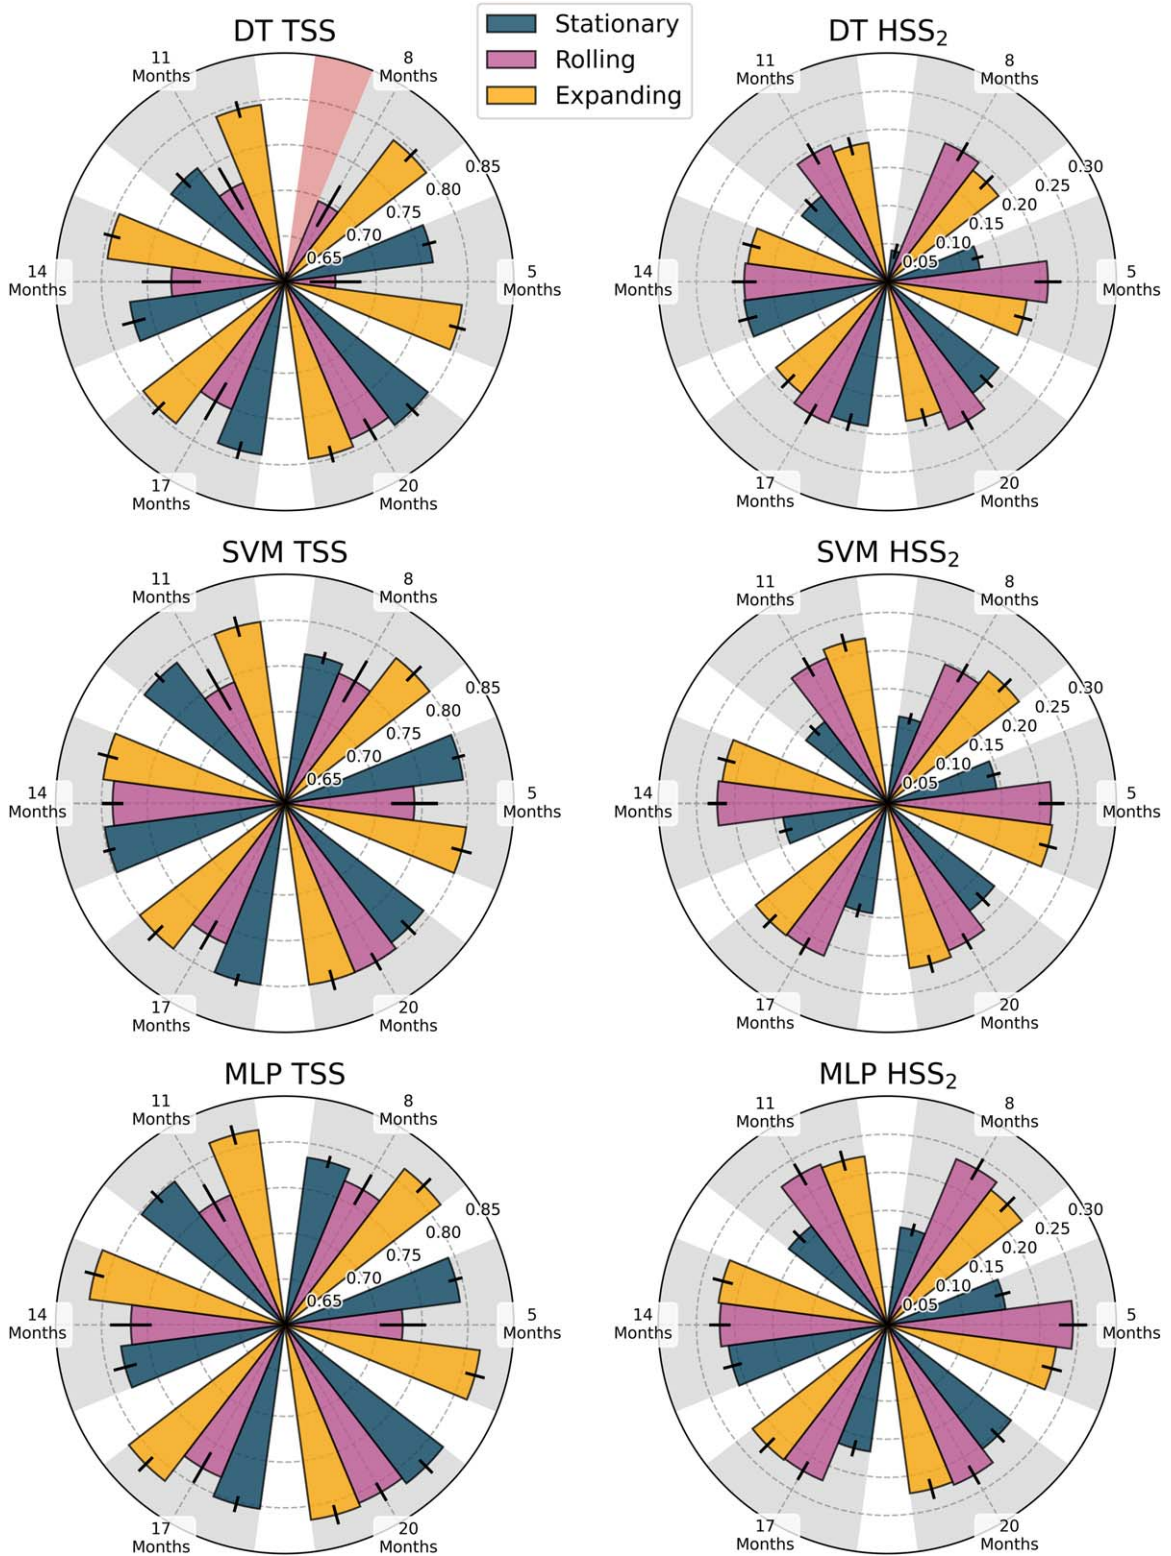 DT TSS
Stationary
Rolling
Expanding
DT HSS₂
11
Months
8
Months
0.85
0.80
0.75
0.70
0.65
14
Months
5
Months
17
Months
20
Months
11
Months
8
Months
0.30
0.25
0.20
0.15
0.10
0.05
14
Months
5
Months
17
Months
20
Months
SVM TSS
11
Months
8
Months
0.85
0.80
0.75
0.70
0.65
14
Months
5
Months
17
Months
20
Months
SVM HSS₂
11
Months
8
Months
0.30
0.25
0.20
0.15
0.10
0.05
14
Months
5
Months
17
Months
20
Months
MLP TSS
11
Months
8
Months
0.85
0.80
0.75
0.70
0.65
14
Months
5
Months
17
Months
20
Months
MLP HSS₂
11
Months
8
Months
0.30
0.25
0.20
0.15
0.10
0.05
14
Months
5
Months
17
Months
20
Months